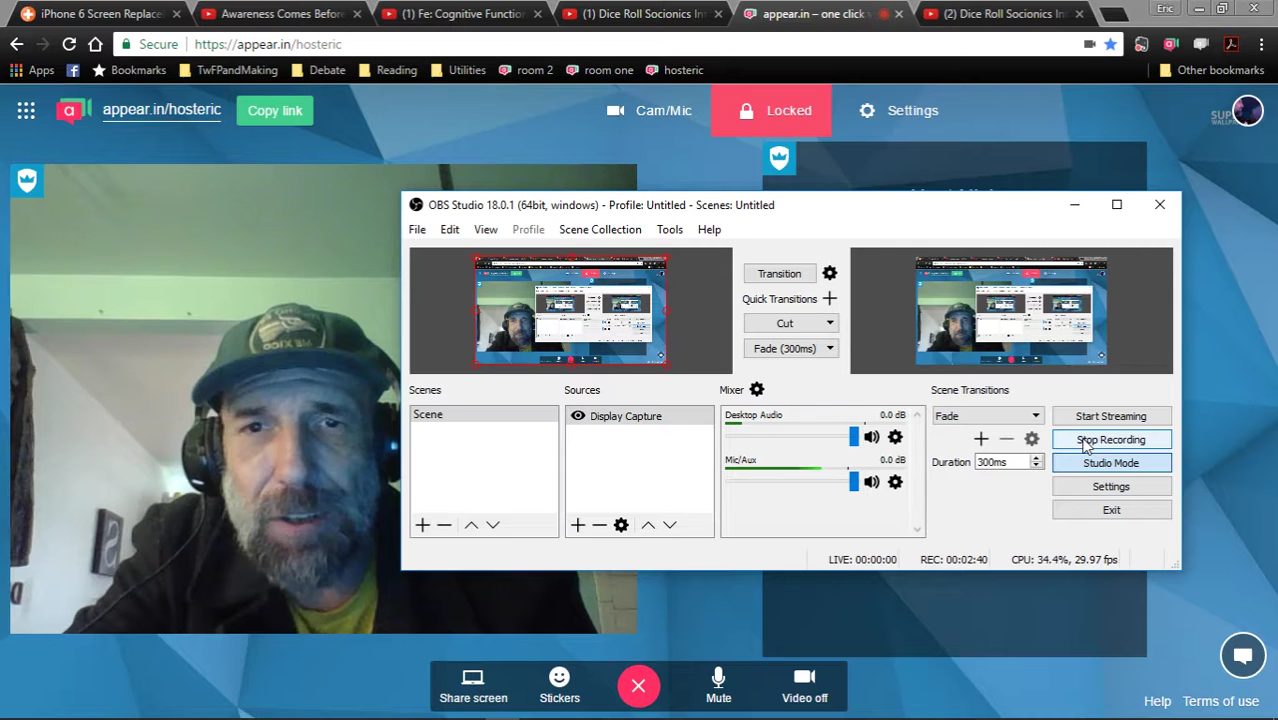 iPhone 6 Screen Replace
Awareness Comes Before
(1) Fe: Cognitive Function
(1) Dice Roll Socionics In
appear.in – one click
(2) Dice Roll Socionics In
Eric
Secure
https://appear.in/hosteric
Apps
Bookmarks
TwFPandMaking
Debate
Reading
Utilities
room 2
room one
hosteric
Other bookmarks
appear.in/hosteric
Copy link
Cam/Mic
Locked
Settings
OBS Studio 18.0.1 (64bit, windows) - Profile: Untitled - Scenes: Untitled
File Edit View Profile Scene Collection Tools Help
Transition
Quick Transitions
Cut
Fade (300ms)
Scenes
Sources
Mixer
Scene Transitions
Scene
Display Capture
Desktop Audio
0.0 dB
Fade
Start Streaming
Stop Recording
Mic/Aux
0.0 dB
Duration
300ms
Studio Mode
Settings
Exit
LIVE: 00:00:00
REC: 00:02:40
CPU: 34.4%, 29.97 fps
MEXICO
Share screen
Stickers
Mute
Video off
Help
Terms of use